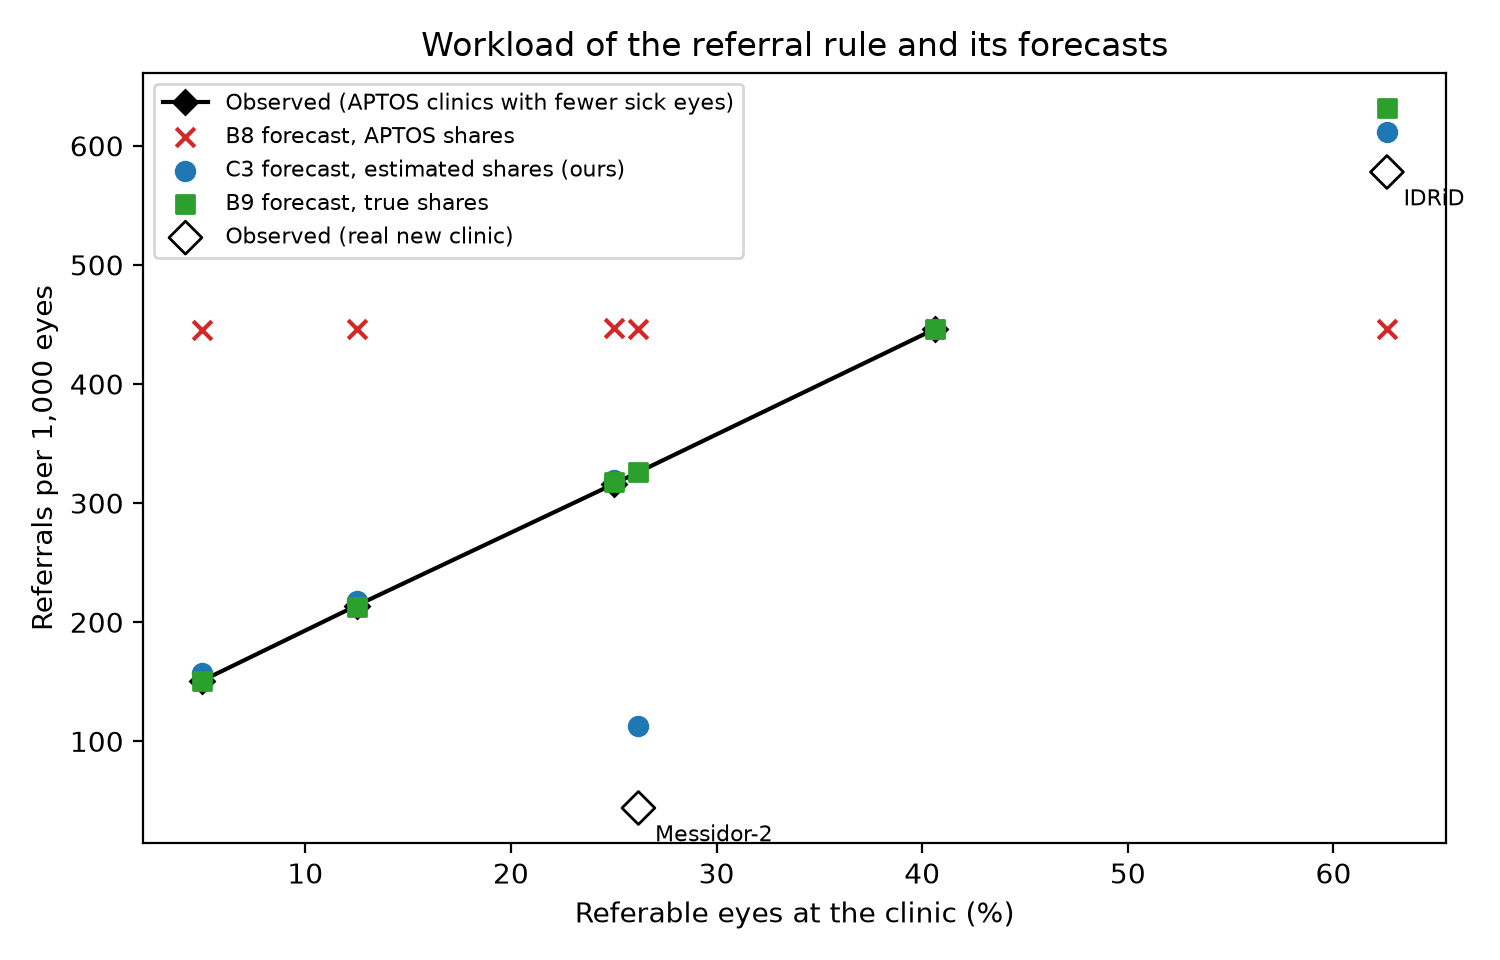 Workload of the referral rule and its forecasts
Observed (APTOS clinics with fewer sick eyes)
B8 forecast, APTOS shares
C3 forecast, estimated shares (ours)
B9 forecast, true shares
Observed (real new clinic)
Referrals per 1,000 eyes
600
500
400
300
200
100
IDRiD
Messidor-2
10 20 30 40 50 60
Referable eyes at the clinic (%)